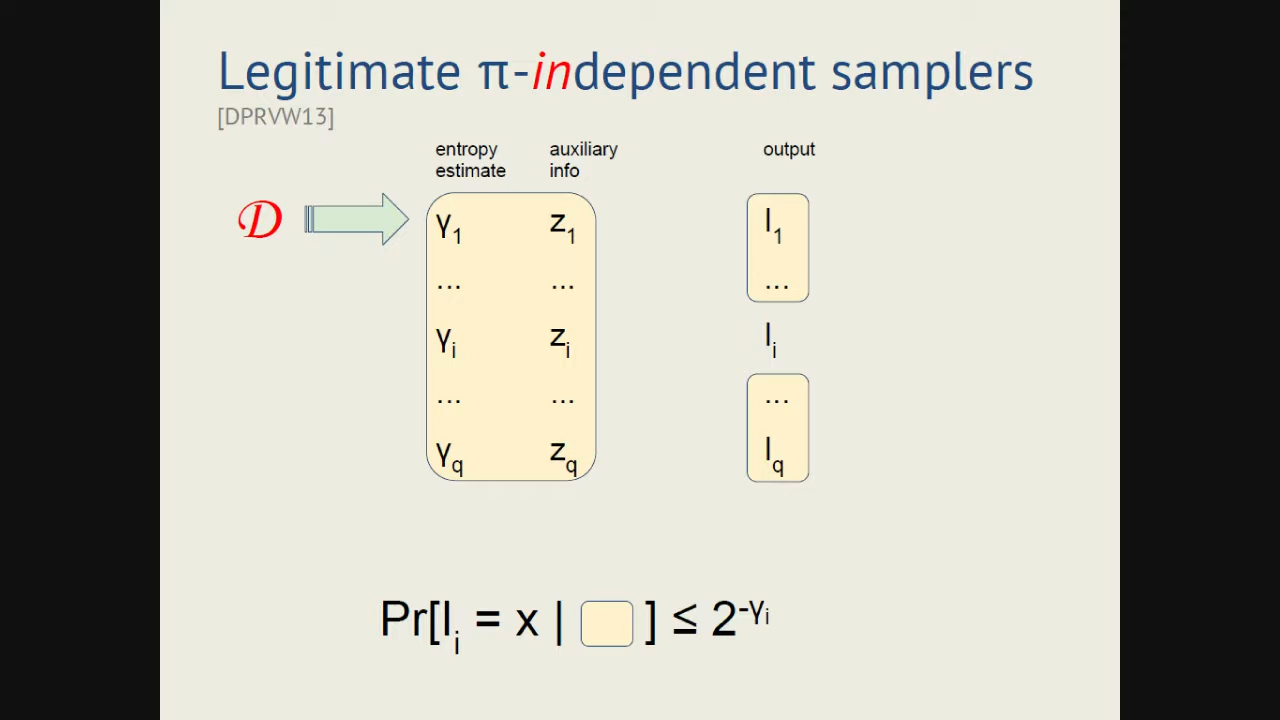 Legitimate π-independent samplers
[DPRVW13]
entropy estimate auxiliary info output
𝒟 γ1 z1 I1
... ... ...
γi zi Ii
... ... ...
γq zq Iq
Pr[Ii = x | ] ≤ 2^-γi